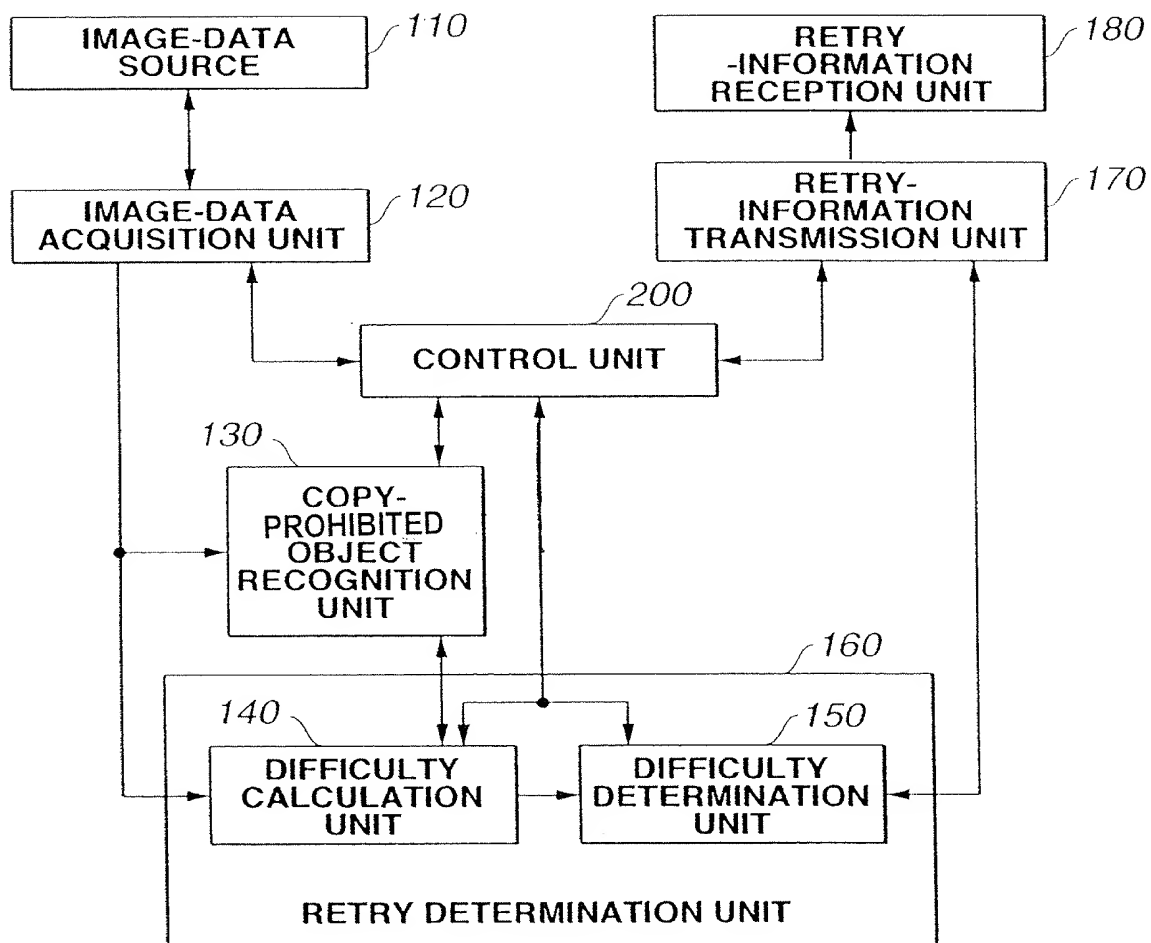 IMAGE-DATA
SOURCE
110
RETRY
-INFORMATION
RECEPTION UNIT
180
IMAGE-DATA
ACQUISITION UNIT
120
RETRY-
INFORMATION
TRANSMISSION UNIT
170
200
CONTROL UNIT
130
COPY-
PROHIBITED
OBJECT
RECOGNITION
UNIT
160
140
DIFFICULTY
CALCULATION
UNIT
150
DIFFICULTY
DETERMINATION
UNIT
RETRY DETERMINATION UNIT